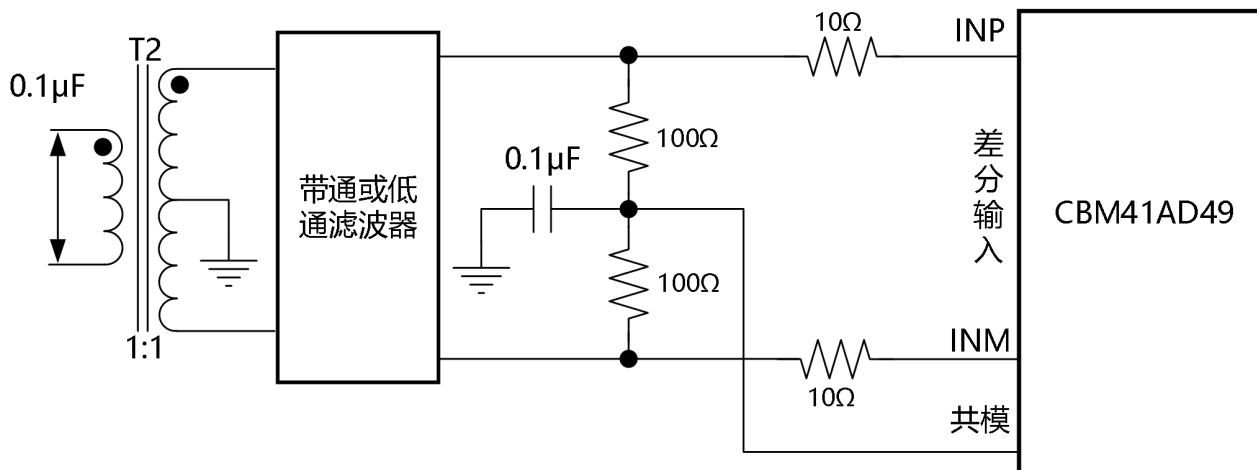 T2
0.1μF
1:1
带通或低
通滤波器
0.1μF
100Ω
100Ω
10Ω
10Ω
INP
差
分
输
入
INM
共模
CBM41AD49